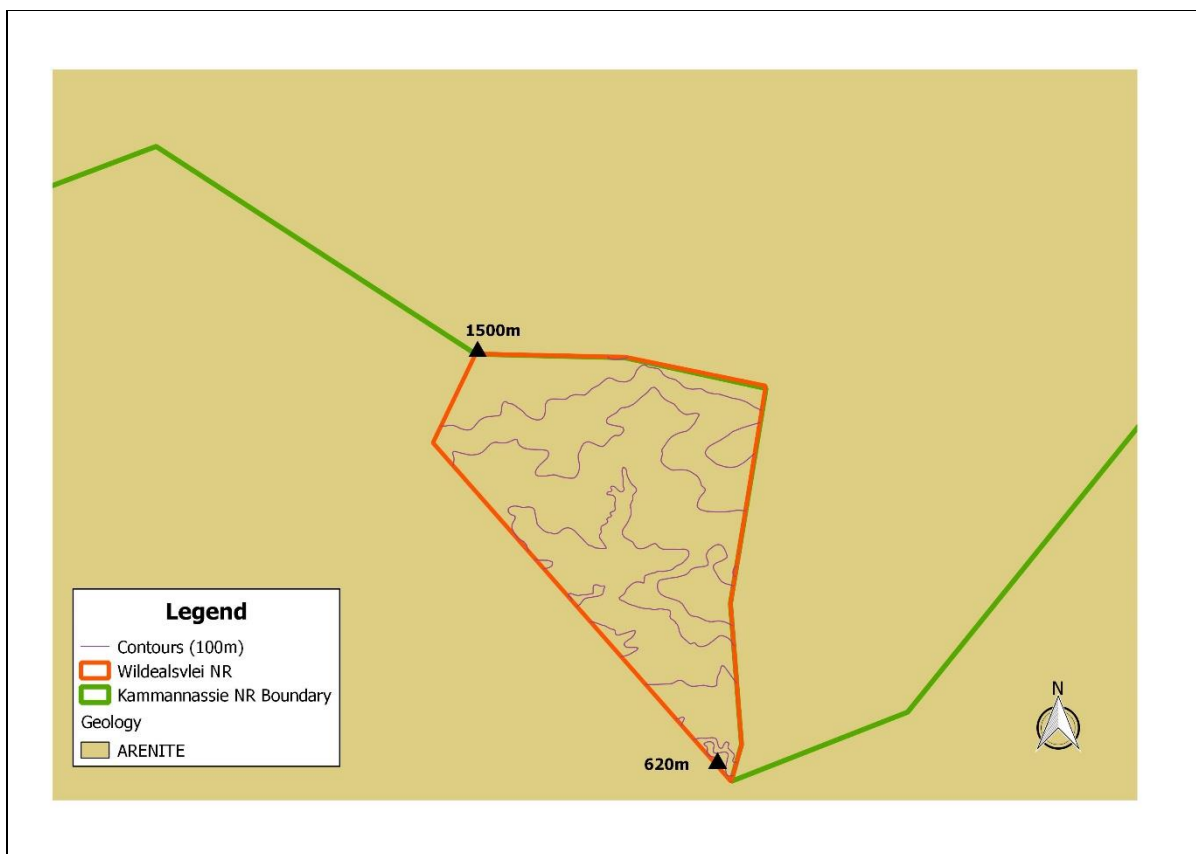 1500m
Legend
Contours (100m)
Wildealsvlei NR
Kammannassie NR Boundary
Geology
ARENITE
620m
N